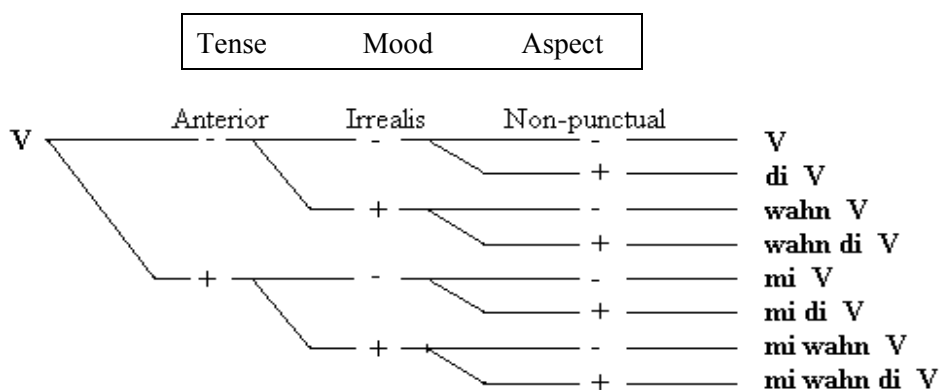 Tense Mood Aspect
Anterior Irrealis Non-punctual
V - - - V
+ di V
+ - wahn V
+ wahn di V
+ - - mi V
+ mi di V
+ - mi wahn V
+ mi wahn di V